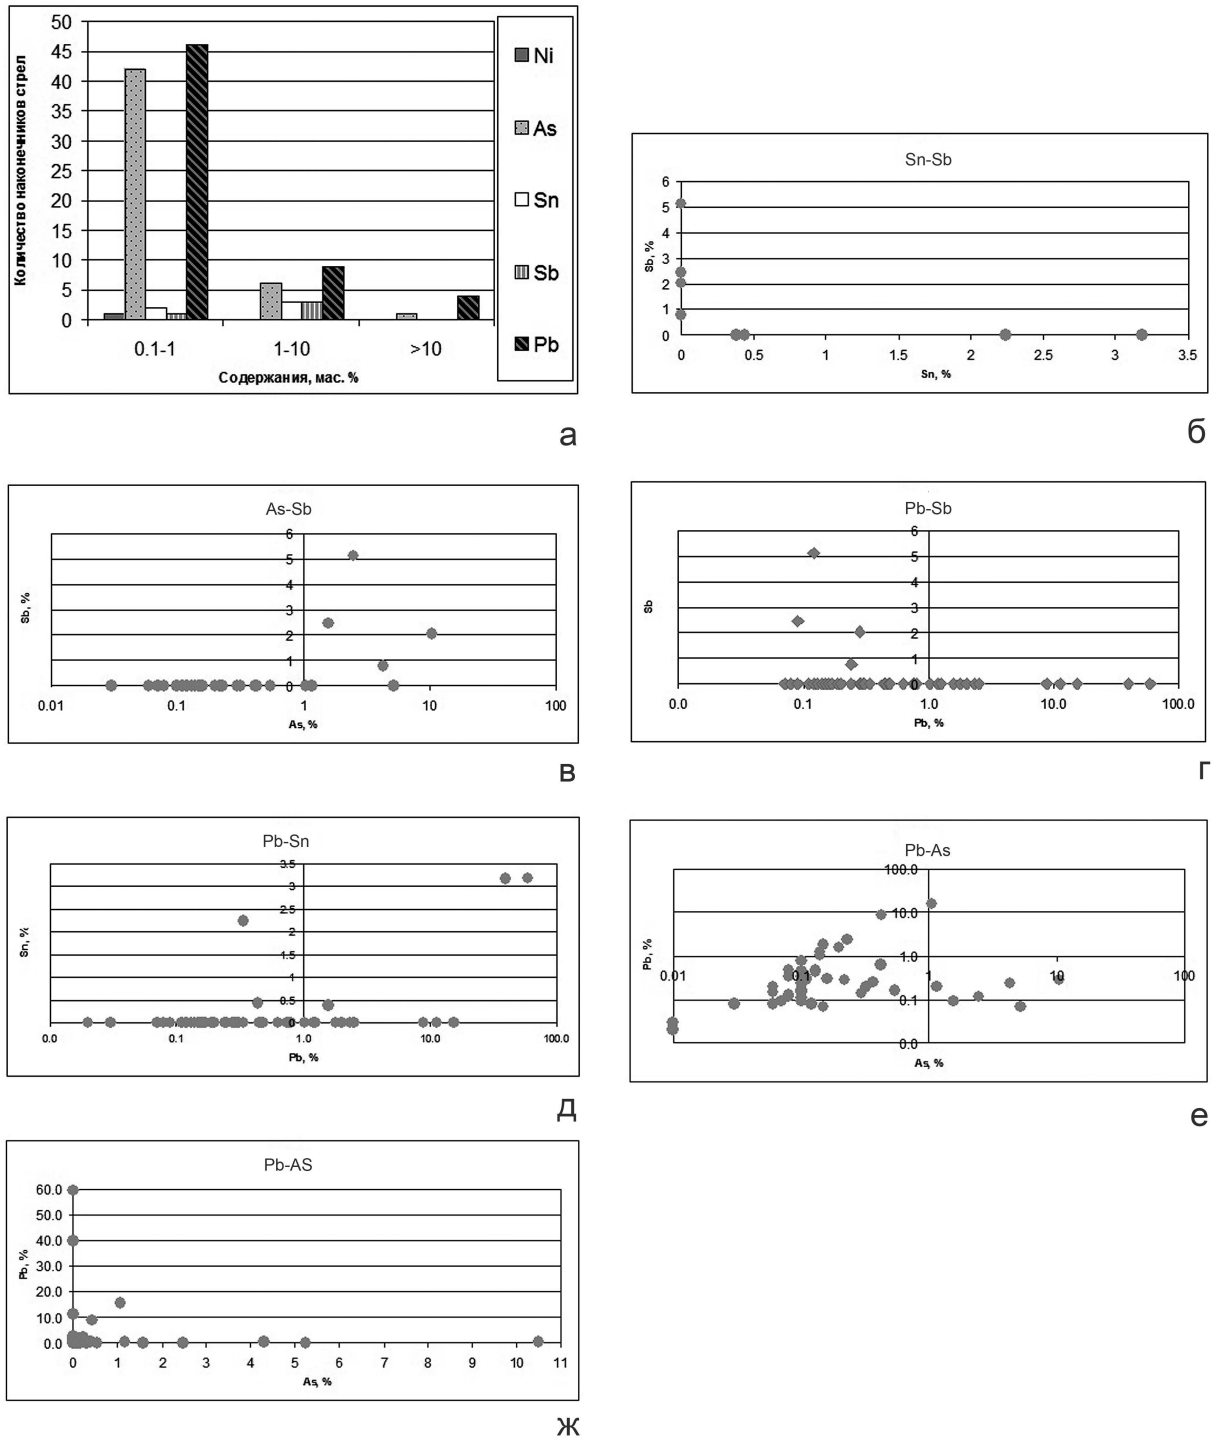 50
45
40
35
30
25
20
15
10
5
0
Количество наконечников стрел
0.1-1 1-10 >10
Содержания, мас. %
Ni
As
Sn
Sb
Pb
а
Sn-Sb
6
5
4
3
2
1
0
Sb, %
0 0.5 1 1.5 2 2.5 3 3.5
Sn, %
б
As-Sb
6
5
4
3
2
1
0
Sb, %
0.01 0.1 1 10 100
As, %
в
Pb-Sb
6
5
4
3
2
1
0
Sb
0.0 0.1 1.0 10.0 100.0
Pb, %
г
Pb-Sn
3.5
3
2.5
2
1.5
1
0.5
0
Sn, %
0.0 0.1 1.0 10.0 100.0
Pb, %
д
Pb-As
100.0
10.0
1.0
0.1
0.0
Pb, %
0.01 0.1 1 10 100
As, %
е
Pb-AS
60.0
50.0
40.0
30.0
20.0
10.0
0.0
Pb, %
0 1 2 3 4 5 6 7 8 9 10 11
As, %
ж